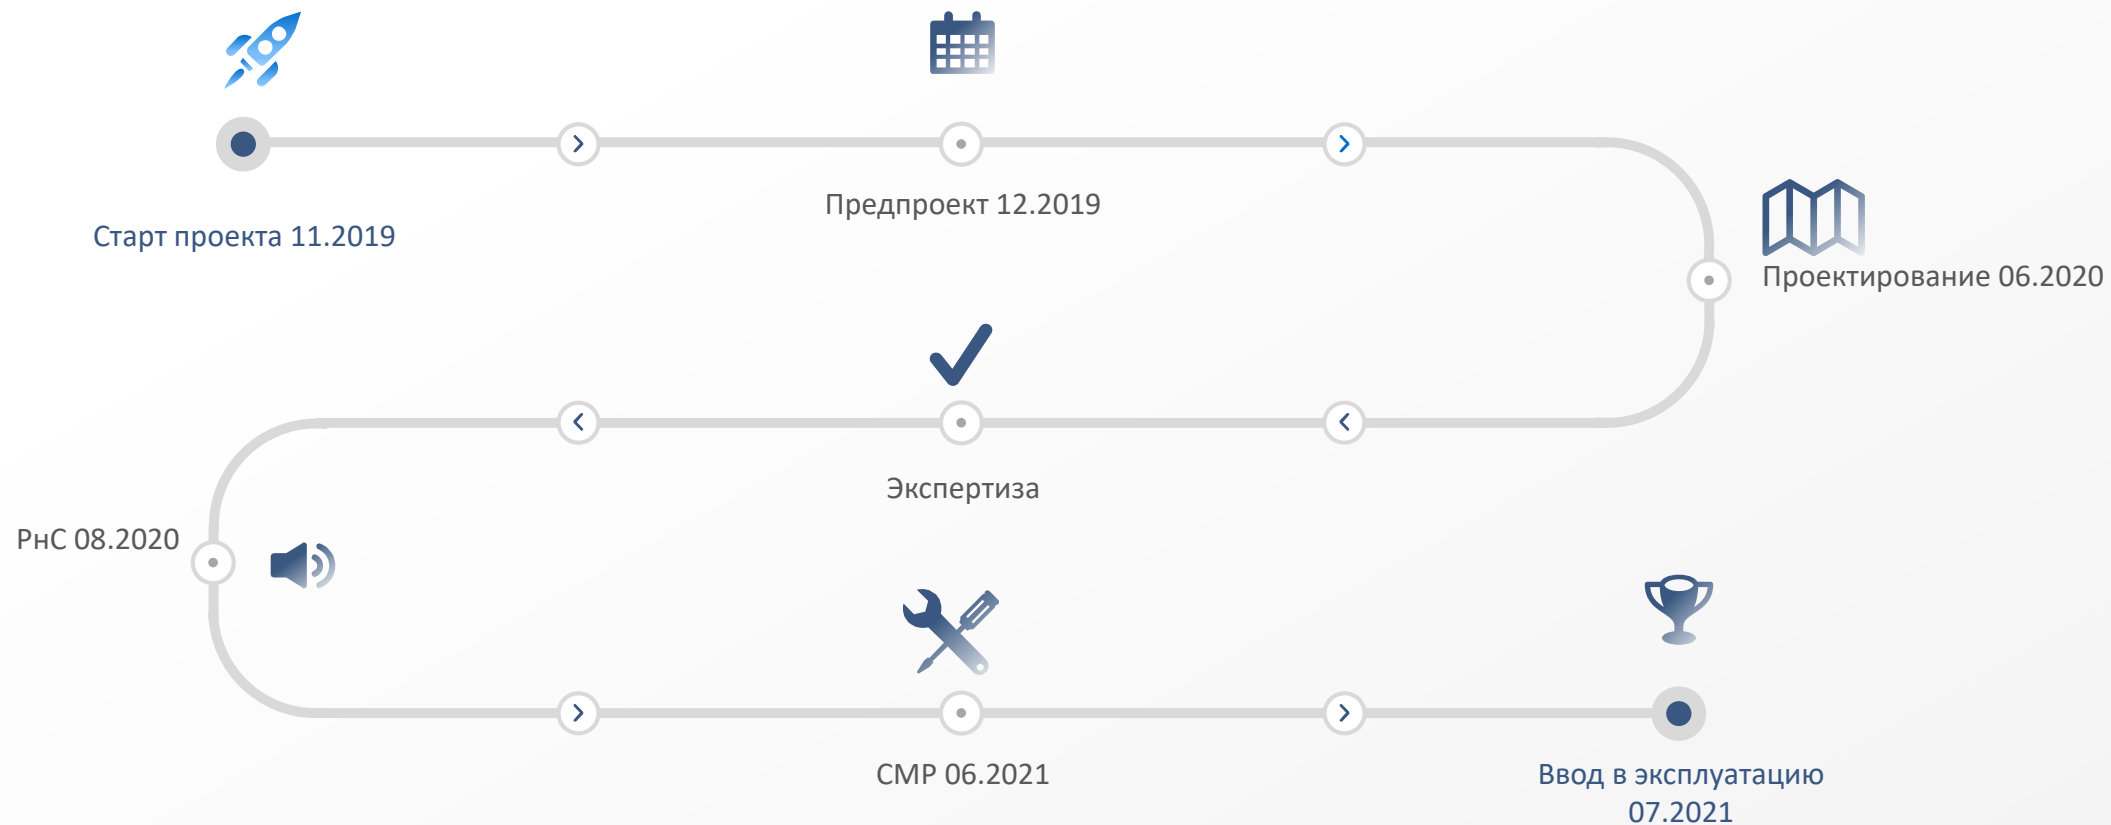 Старт проекта 11.2019
Предпроект 12.2019
Проектирование 06.2020
Экспертиза
РнС 08.2020
СМР 06.2021
Ввод в эксплуатацию
07.2021